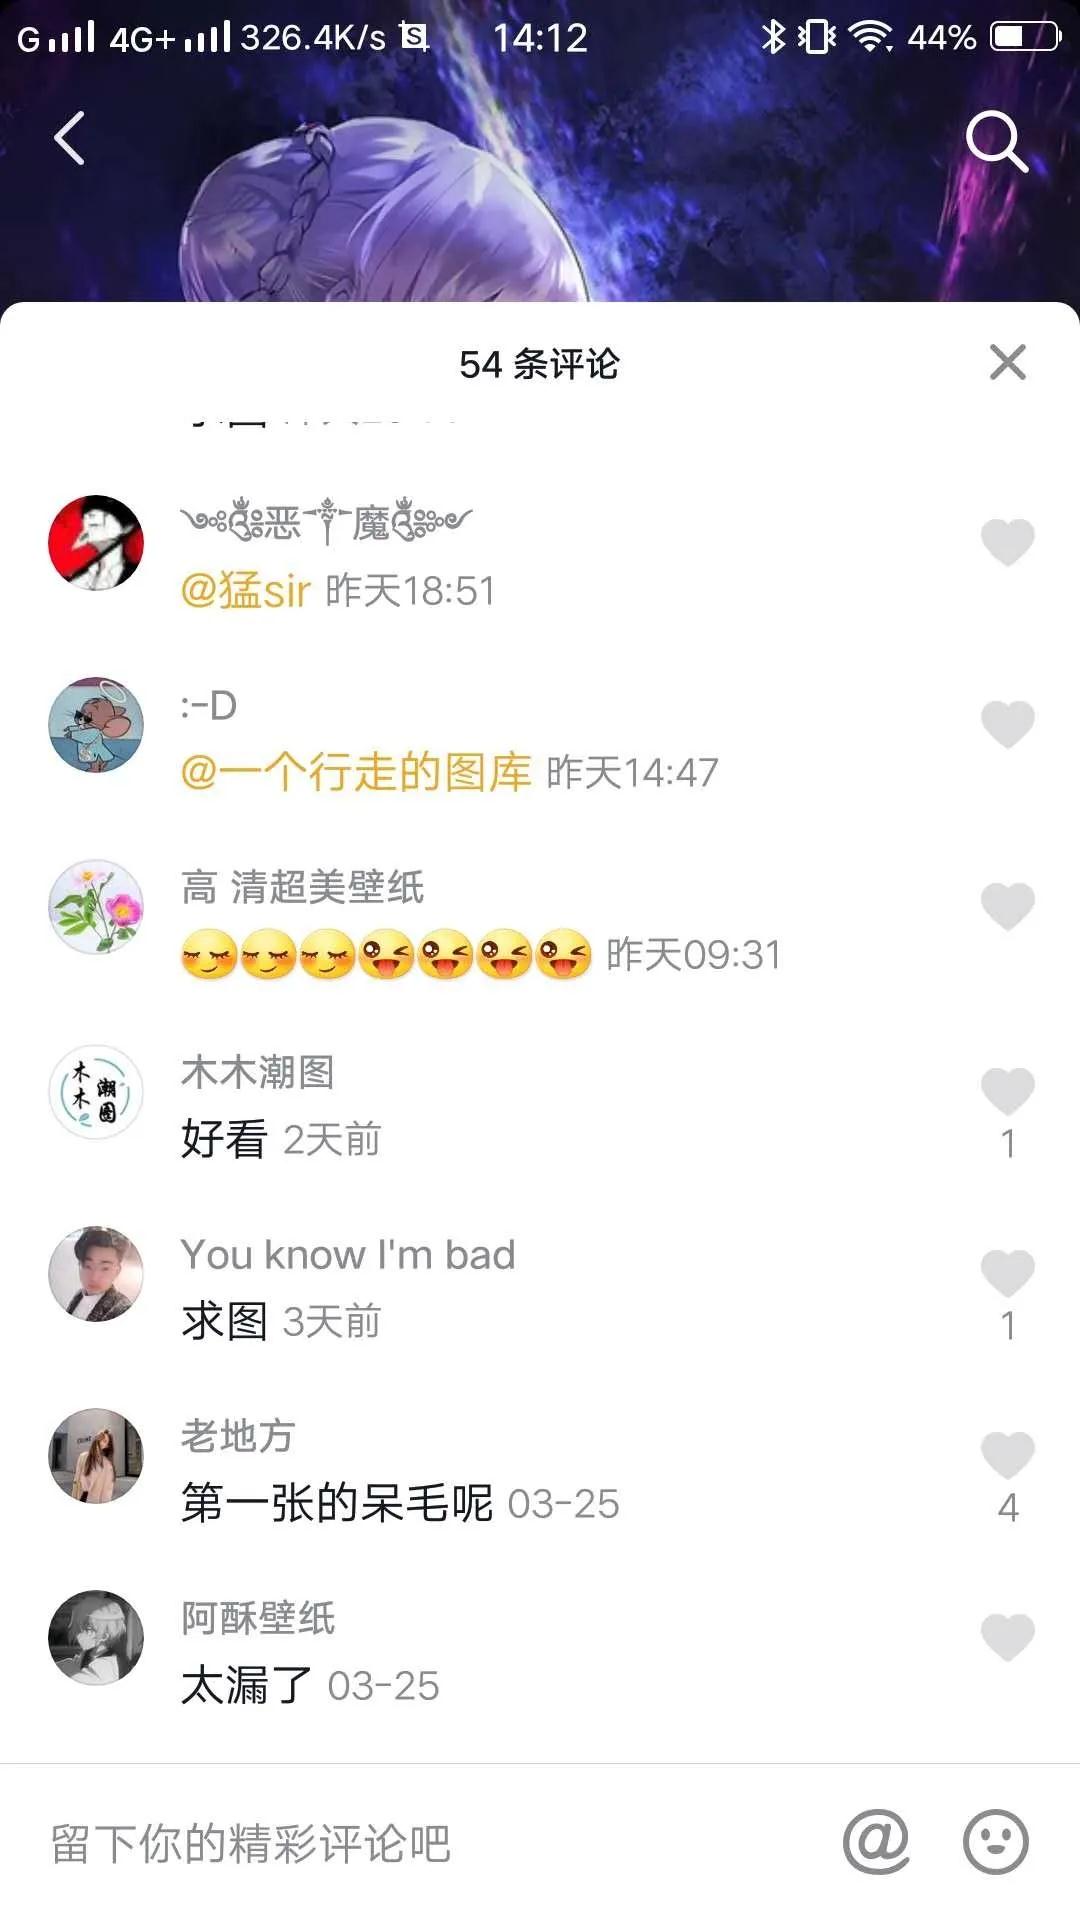 G 4G+ 326.4K/s 14:12 44%
54 条评论
恶 魔
@猛sir 昨天18:51
:-D
@一个行走的图库 昨天14:47
高 清超美壁纸
昨天09:31
木木潮图
木木潮图
好看 2天前
1
You know I'm bad
求图 3天前
1
老地方
第一张的呆毛呢 03-25
4
阿酥壁纸
太漏了 03-25
留下你的精彩评论吧
@